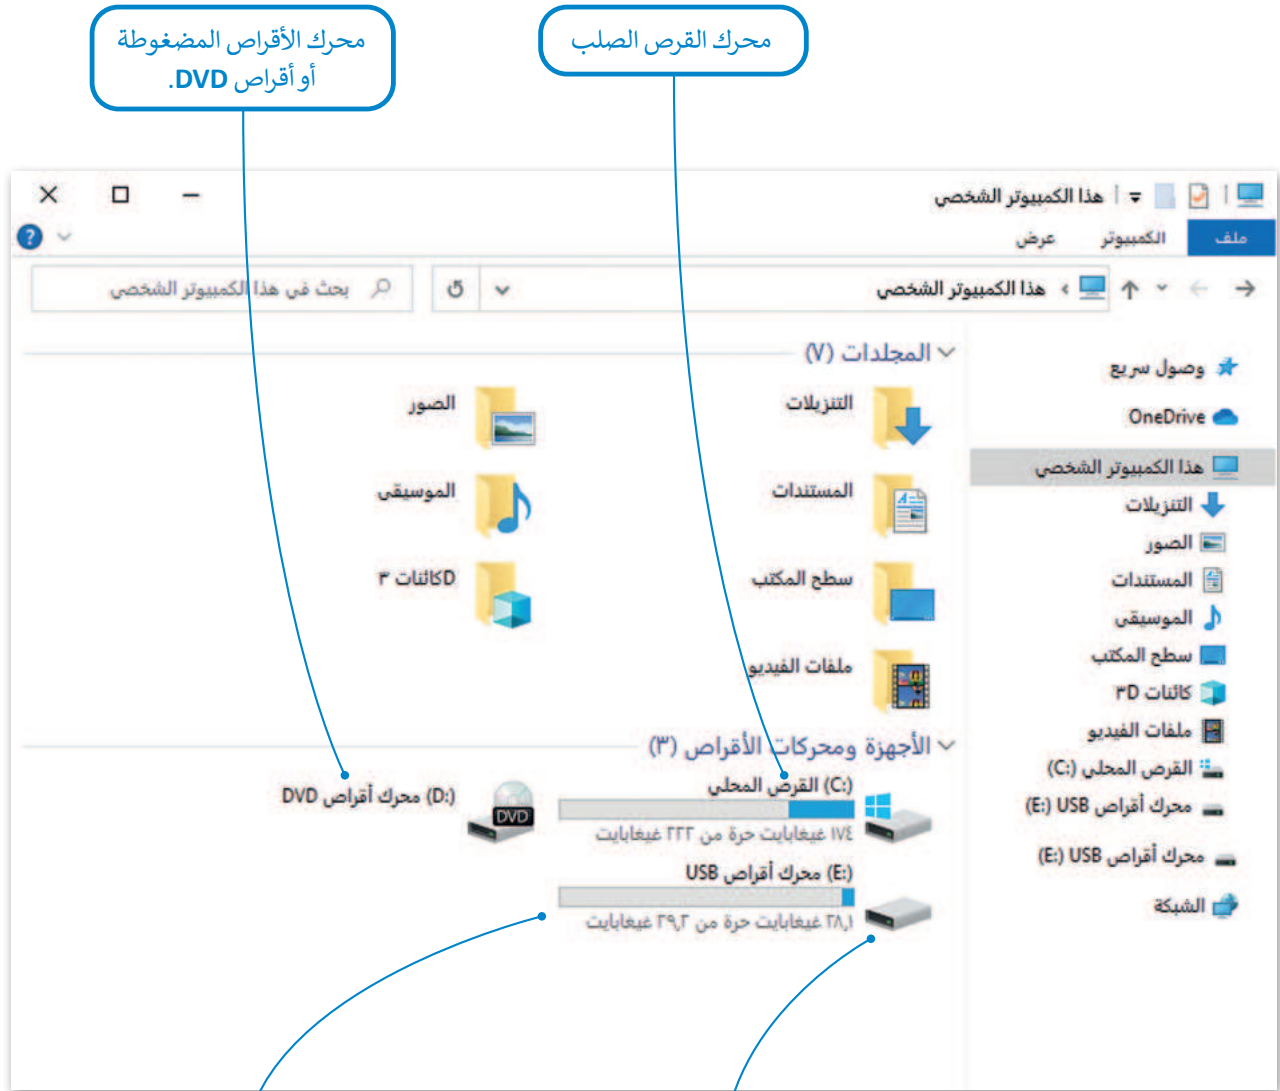 محرك القرص الصلب
محرك الأقراص المضغوطة
أو أقراص DVD.
هذا الكمبيوتر الشخصي
ملف الكمبيوتر عرض
هذا الكمبيوتر الشخصي
بحث في هذا الكمبيوتر الشخصي
وصول سريع
OneDrive
هذا الكمبيوتر الشخصي
التنزيلات
الصور
المستندات
الموسيقى
سطح المكتب
كائنات ٣D
ملفات الفيديو
القرص المحلي (C:)
محرك أقراص USB (E:)
محرك أقراص USB (E:)
الشبكة
المجلدات (٧)
التنزيلات
الصور
المستندات
الموسيقى
سطح المكتب
Dكائنات ٣
ملفات الفيديو
الأجهزة ومحركات الأقراص (٣)
(C:) القرص المحلي
١٧٤ غيغابايت حرة من ٢٢٢ غيغابايت
(D:) محرك أقراص DVD
DVD
(E:) محرك أقراص USB
٢٨,١ غيغابايت حرة من ٢٩,٢ غيغابايت